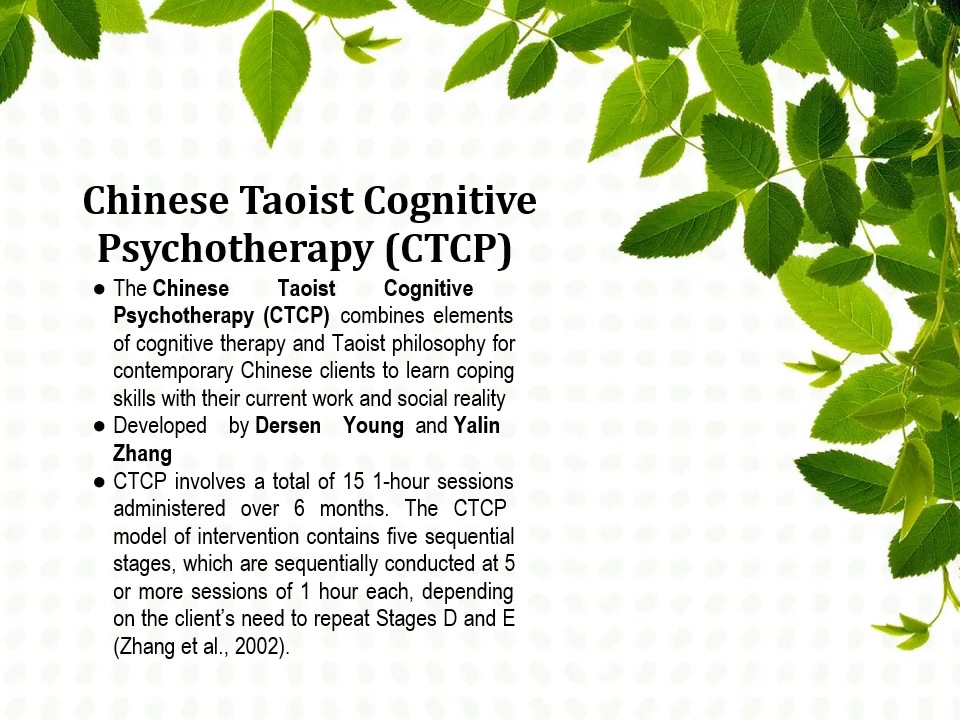 Chinese Taoist Cognitive
Psychotherapy (CTCP)
● The Chinese Taoist Cognitive
Psychotherapy (CTCP) combines elements
of cognitive therapy and Taoist philosophy for
contemporary Chinese clients to learn coping
skills with their current work and social reality
● Developed by Dersen Young and Yalin
Zhang
● CTCP involves a total of 15 1-hour sessions
administered over 6 months. The CTCP
model of intervention contains five sequential
stages, which are sequentially conducted at 5
or more sessions of 1 hour each, depending
on the client’s need to repeat Stages D and E
(Zhang et al., 2002).